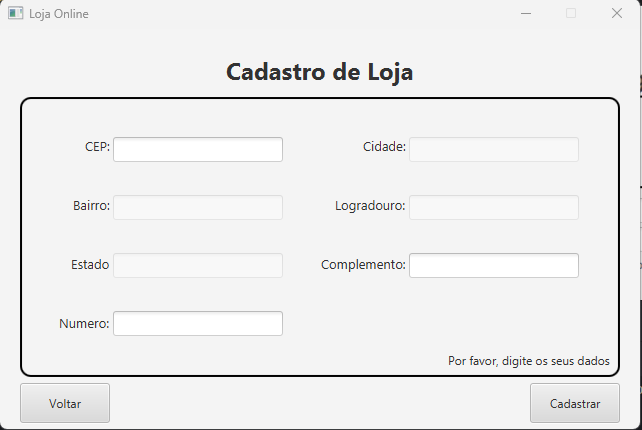 Loja Online
Cadastro de Loja
CEP: Cidade:
Bairro: Logradouro:
Estado Complemento:
Numero:
Por favor, digite os seus dados
Voltar Cadastrar